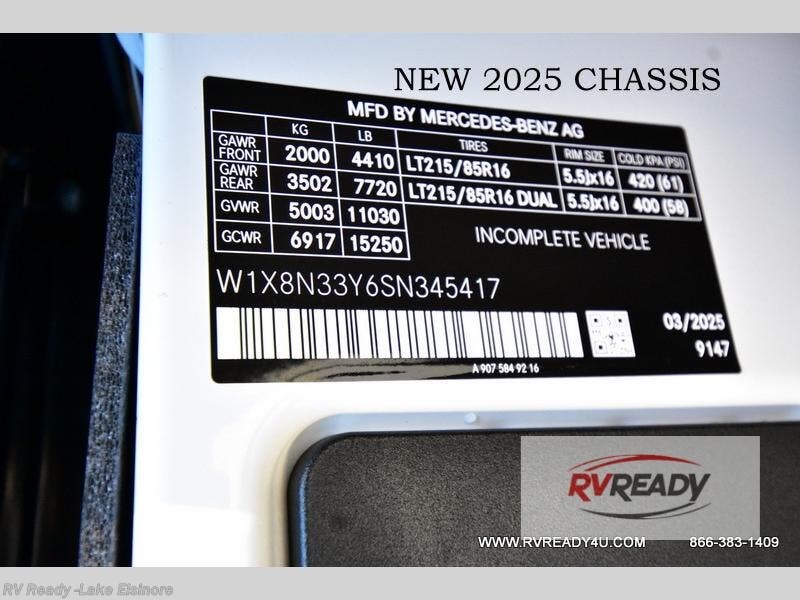 NEW 2025 CHASSIS
MFD BY MERCEDES-BENZ AG
KG LB TIRES RIM SIZE COLD KPA (PSI)
GAWR FRONT 2000 4410 LT215/85R16 5.5Jx16 420 (61)
GAWR REAR 3502 7720 LT215/85R16 DUAL 5.5Jx16 400 (58)
GVWR 5003 11030
GCWR 6917 15250
INCOMPLETE VEHICLE
W1X8N33Y6SN345417
03/2025
9147
A 907 584 92 16
RVREADY
WWW.RVREADY4U.COM 866-383-1409
RV Ready -Lake Elsinore